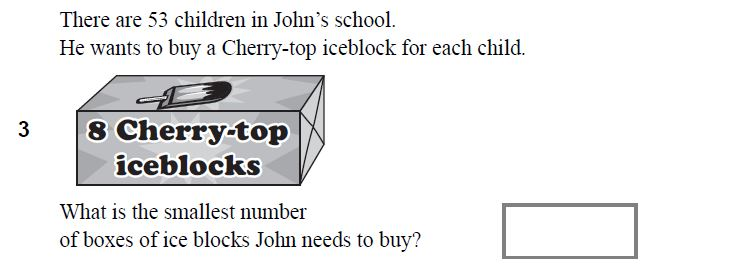 There are 53 children in John's school.
He wants to buy a Cherry-top iceblock for each child.
3
8 Cherry-top
iceblocks
What is the smallest number
of boxes of ice blocks John needs to buy?